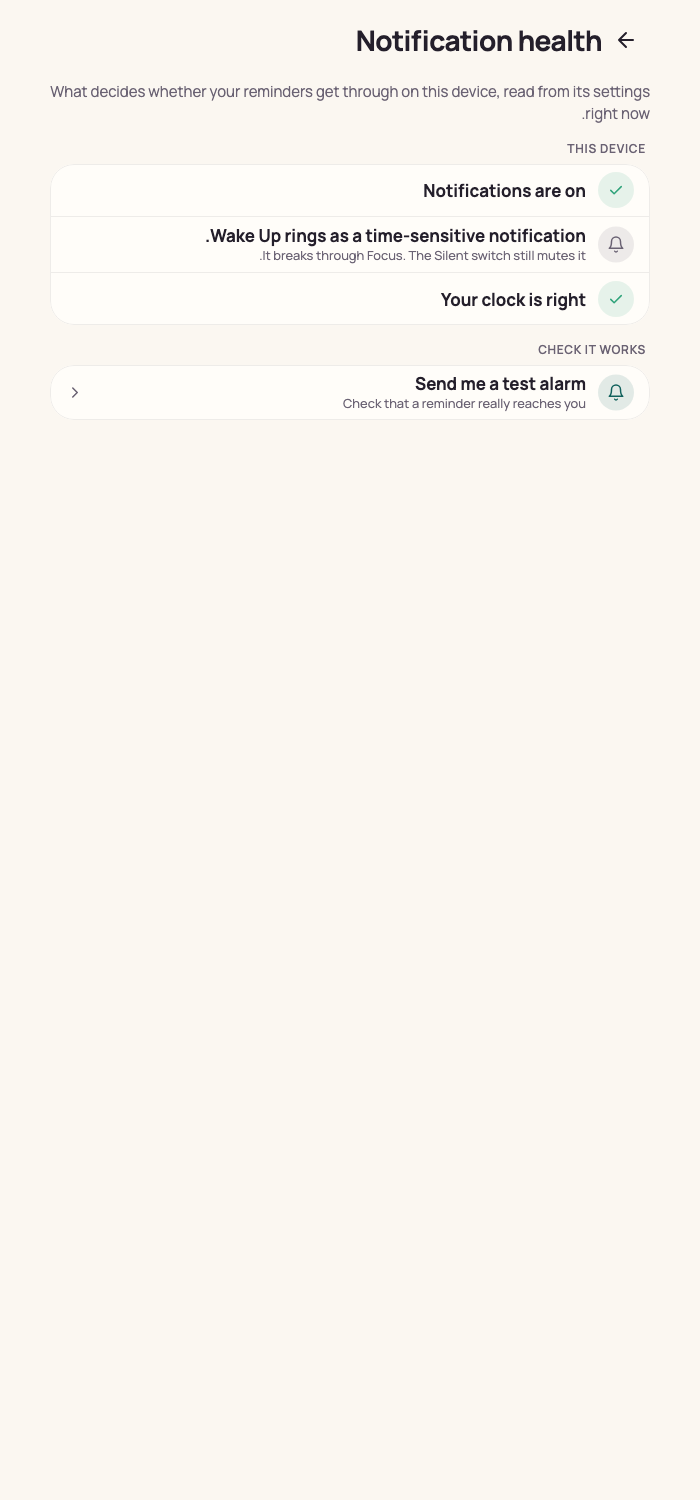 Notification health
What decides whether your reminders get through on this device, read from its settings
.right now
THIS DEVICE
Notifications are on
.Wake Up rings as a time-sensitive notification
.It breaks through Focus. The Silent switch still mutes it
Your clock is right
CHECK IT WORKS
Send me a test alarm
Check that a reminder really reaches you